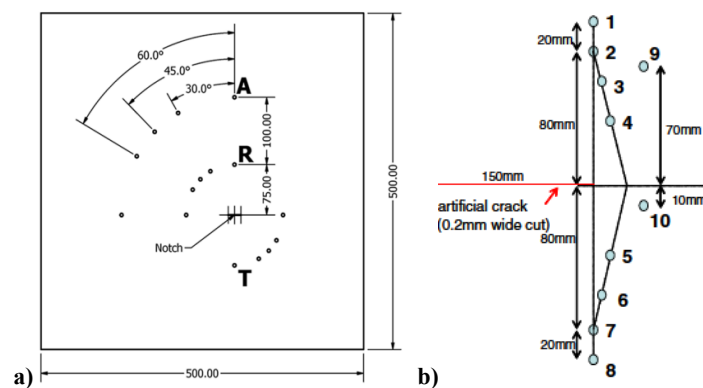 60.0°
45.0°
30.0°
A
R
100.00
75.00
500.00
Notch
T
a)
500.00
1
20mm
2
9
3
4
80mm
70mm
150mm
artificial crack
(0.2mm wide cut)
10mm
10
80mm
5
6
7
20mm
8
b)